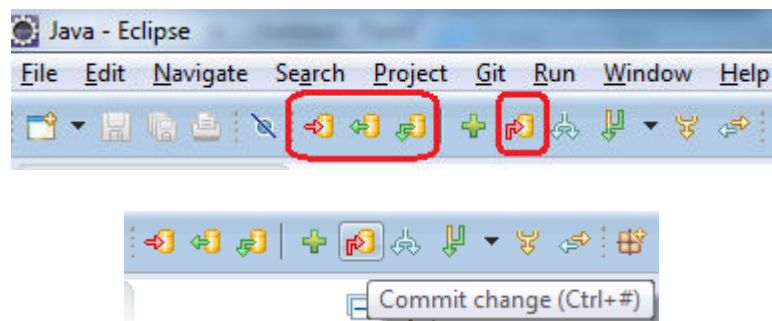 Java - Eclipse
File Edit Navigate Search Project Git Run Window Help
Commit change (Ctrl+#)